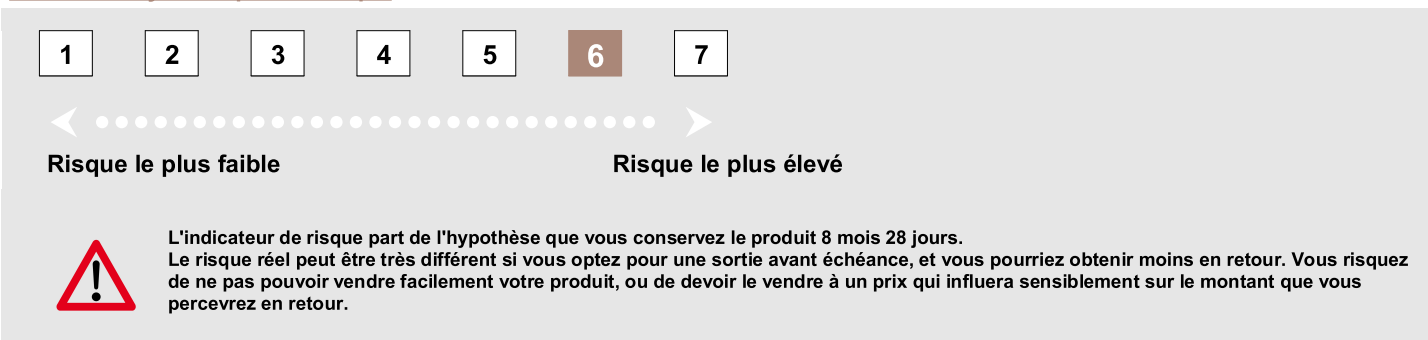 1 2 3 4 5 6 7
Risque le plus faible Risque le plus élevé
L'indicateur de risque part de l'hypothèse que vous conservez le produit 8 mois 28 jours.
Le risque réel peut être très différent si vous optez pour une sortie avant échéance, et vous pourriez obtenir moins en retour. Vous risquez
de ne pas pouvoir vendre facilement votre produit, ou de devoir le vendre à un prix qui influera sensiblement sur le montant que vous
percevrez en retour.